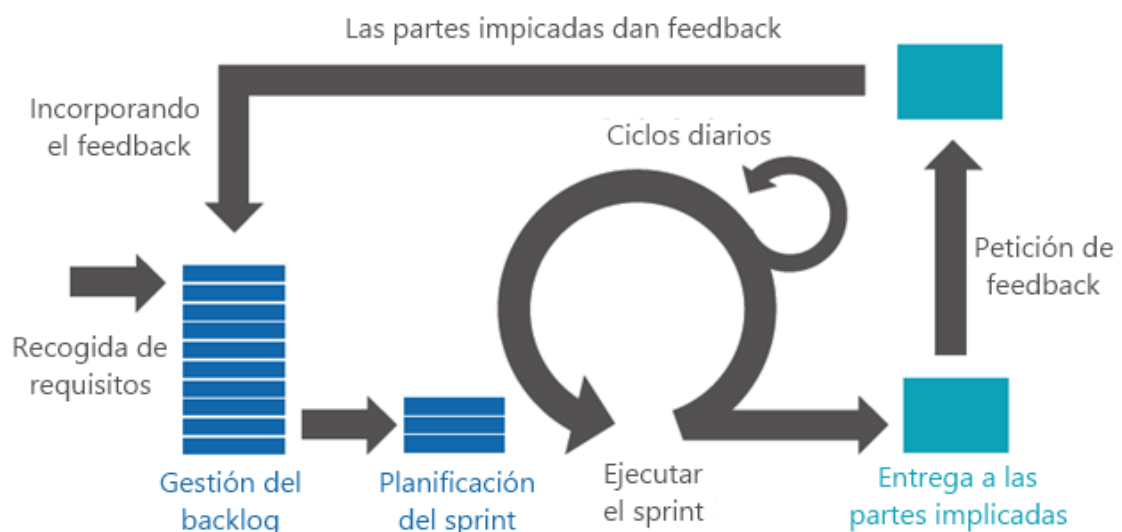 Las partes impicadas dan feedback
Incorporando
el feedback
Ciclos diarios
Petición de
feedback
Recogida de
requisitos
Gestión del
backlog
Planificación
del sprint
Ejecutar
el sprint
Entrega a las
partes implicadas